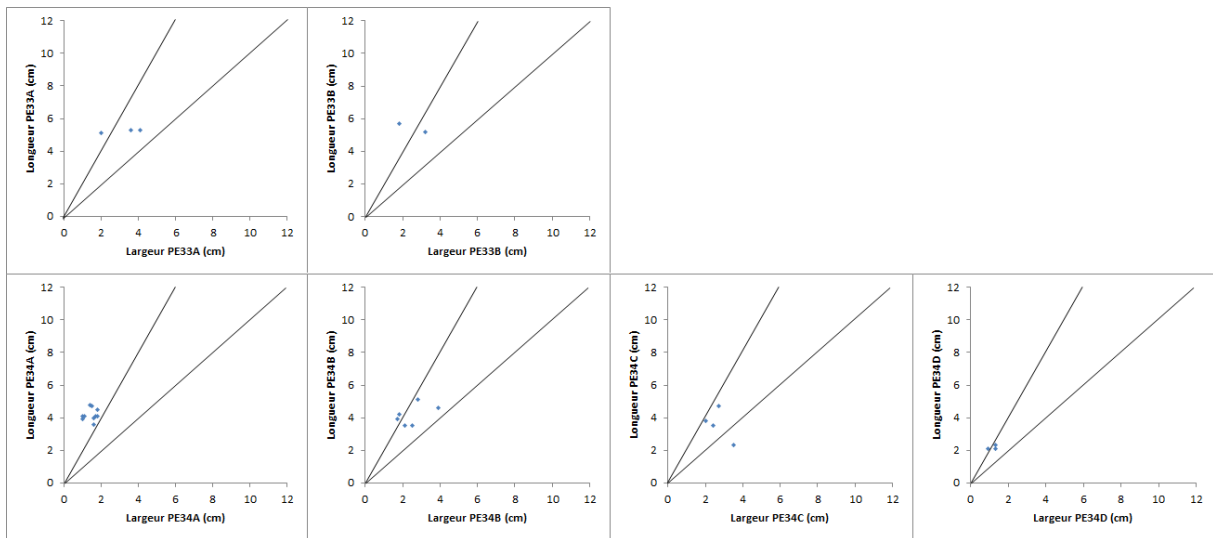 Longueur PE33A (cm)
12
10
8
6
4
2
0
0 2 4 6 8 10 12
Largeur PE33A (cm)
Longueur PE33B (cm)
12
10
8
6
4
2
0
0 2 4 6 8 10 12
Largeur PE33B (cm)
Longueur PE34A (cm)
12
10
8
6
4
2
0
0 2 4 6 8 10 12
Largeur PE34A (cm)
Longueur PE34B (cm)
12
10
8
6
4
2
0
0 2 4 6 8 10 12
Largeur PE34B (cm)
Longueur PE34C (cm)
12
10
8
6
4
2
0
0 2 4 6 8 10 12
Largeur PE34C (cm)
Longueur PE34D (cm)
12
10
8
6
4
2
0
0 2 4 6 8 10 12
Largeur PE34D (cm)